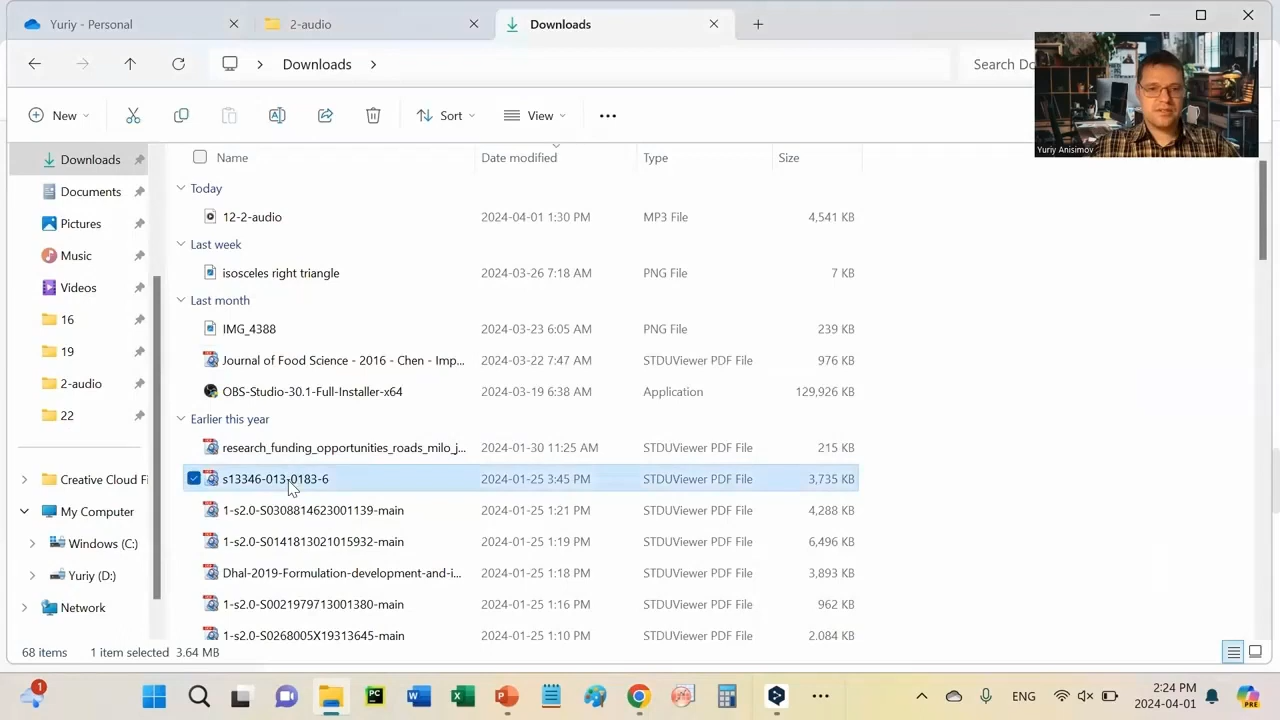 Yuriy - Personal
2-audio
Downloads
Downloads
Search Do
Yuriy Anisimov
New
Sort
View
Name
Date modified
Type
Size
Downloads
Documents
Pictures
Music
Videos
16
19
2-audio
22
Creative Cloud Fi
My Computer
Windows (C:)
Yuriy (D:)
Network
Today
12-2-audio 2024-04-01 1:30 PM MP3 File 4,541 KB
Last week
isosceles right triangle 2024-03-26 7:18 AM PNG File 7 KB
Last month
IMG_4388 2024-03-23 6:05 AM PNG File 239 KB
Journal of Food Science - 2016 - Chen - Imp... 2024-03-22 7:47 AM STDUViewer PDF File 976 KB
OBS-Studio-30.1-Full-Installer-x64 2024-03-19 6:38 AM Application 129,926 KB
Earlier this year
research_funding_opportunities_roads_milo_j... 2024-01-30 11:25 AM STDUViewer PDF File 215 KB
s13346-013-0183-6 2024-01-25 3:45 PM STDUViewer PDF File 3,735 KB
1-s2.0-S0308814623001139-main 2024-01-25 1:21 PM STDUViewer PDF File 4,288 KB
1-s2.0-S0141813021015932-main 2024-01-25 1:19 PM STDUViewer PDF File 6,496 KB
Dhal-2019-Formulation-development-and-i... 2024-01-25 1:18 PM STDUViewer PDF File 3,893 KB
1-s2.0-S0021979713001380-main 2024-01-25 1:16 PM STDUViewer PDF File 962 KB
1-s2.0-S0268005X19313645-main 2024-01-25 1:10 PM STDUViewer PDF File 2,084 KB
68 items 1 item selected 3.64 MB
1
PC
W
X
P
ENG
2:24 PM
2024-04-01
PRE